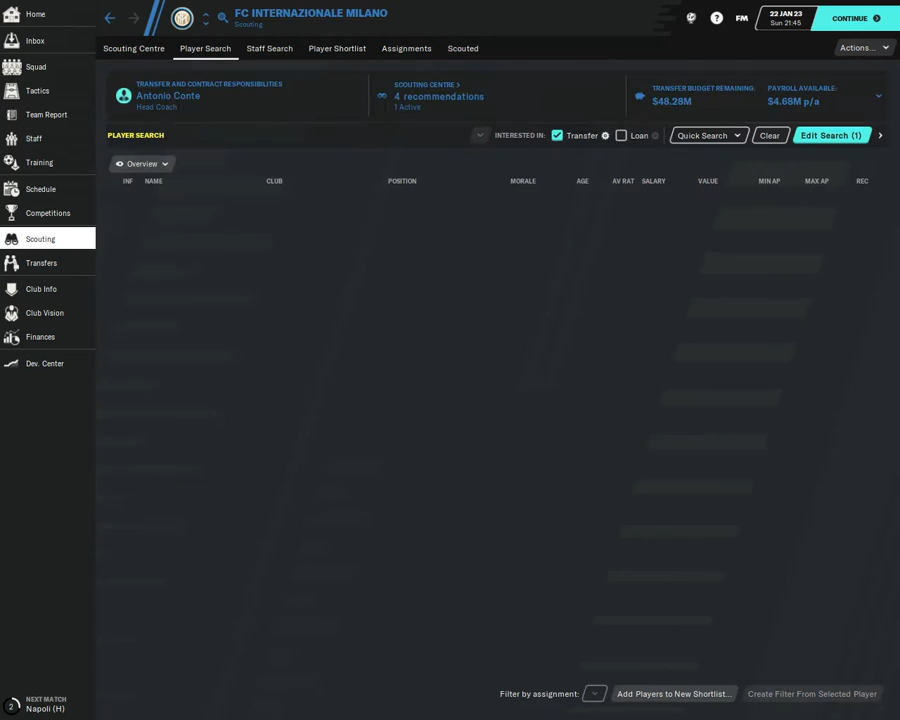 Home
Inbox
Squad
Tactics
Team Report
Staff
Training
Schedule
Competitions
Scouting
Transfers
Club Info
Club Vision
Finances
Dev. Center
2
NEXT MATCH
Napoli (H)
FC INTERNAZIONALE MILANO
Scouting
?
FM
22 JAN 23
Sun 21:45
CONTINUE
Scouting Centre
Player Search
Staff Search
Player Shortlist
Assignments
Scouted
Actions...
TRANSFER AND CONTRACT RESPONSIBILITIES
Antonio Conte
Head Coach
SCOUTING CENTRE >
4 recommendations
1 Active
TRANSFER BUDGET REMAINING:
$48.28M
PAYROLL AVAILABLE:
$4.68M p/a
PLAYER SEARCH
INTERESTED IN:
Transfer
Loan
Quick Search
Clear
Edit Search (1)
Overview
INF NAME CLUB POSITION MORALE AGE AV RAT SALARY VALUE MIN AP MAX AP REC
Filter by assignment:
Add Players to New Shortlist...
Create Filter From Selected Player